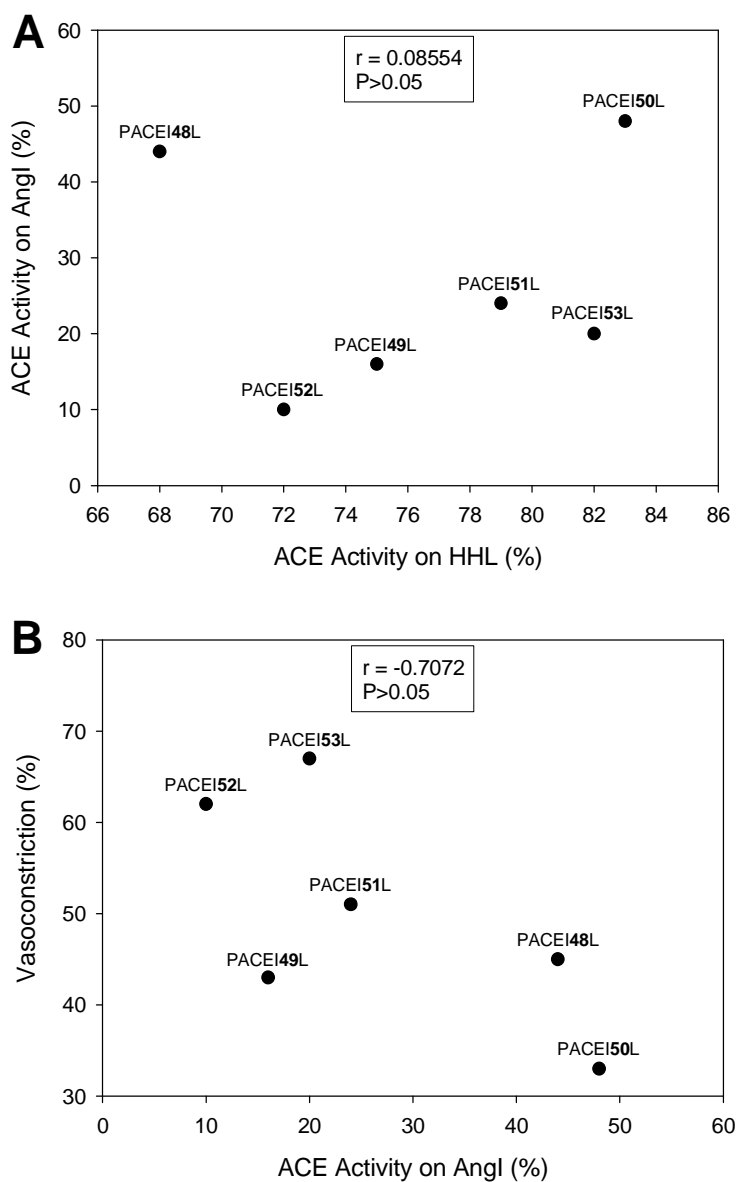 A
r = 0.08554
P>0.05
ACE Activity on AngI (%)
60
50
40
30
20
10
0
PACEI50L
PACEI48L
PACEI51L
PACEI53L
PACEI49L
PACEI52L
66 68 70 72 74 76 78 80 82 84 86
ACE Activity on HHL (%)
B
r = -0.7072
P>0.05
Vasoconstriction (%)
80
70
60
50
40
30
PACEI53L
PACEI52L
PACEI51L
PACEI48L
PACEI49L
PACEI50L
0 10 20 30 40 50 60
ACE Activity on AngI (%)